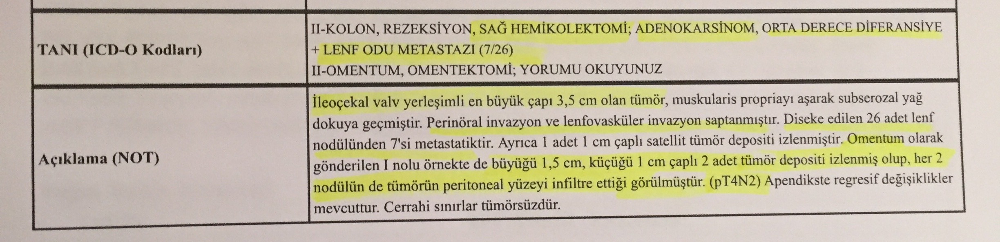 TANI (ICD-O Kodları)
II-KOLON, REZEKSİYON, SAĞ HEMİKOLEKTOMİ; ADENOKARSİNOM, ORTA DERECE DİFERANSİYE
+ LENF ODU METASTAZI (7/26)
II-OMENTUM, OMENTEKTOMİ; YORUMU OKUYUNUZ
Açıklama (NOT)
İleoçekal valv yerleşimli en büyük çapı 3,5 cm olan tümör, muskularis propriayı aşarak subserozal yağ
dokuya geçmiştir. Perinöral invazyon ve lenfovasküler invazyon saptanmıştır. Diseke edilen 26 adet lenf
nodülünden 7'si metastatiktir. Ayrıca 1 adet 1 cm çaplı satellit tümör depositi izlenmiştir. Omentum olarak
gönderilen I nolu örnekte de büyüğü 1,5 cm, küçüğü 1 cm çaplı 2 adet tümör depositi izlenmiş olup, her 2
nodülün de tümörün peritoneal yüzeyi infiltre ettiği görülmüştür. (pT4N2) Apendikste regresif değişiklikler
mevcuttur. Cerrahi sınırlar tümörsüzdür.